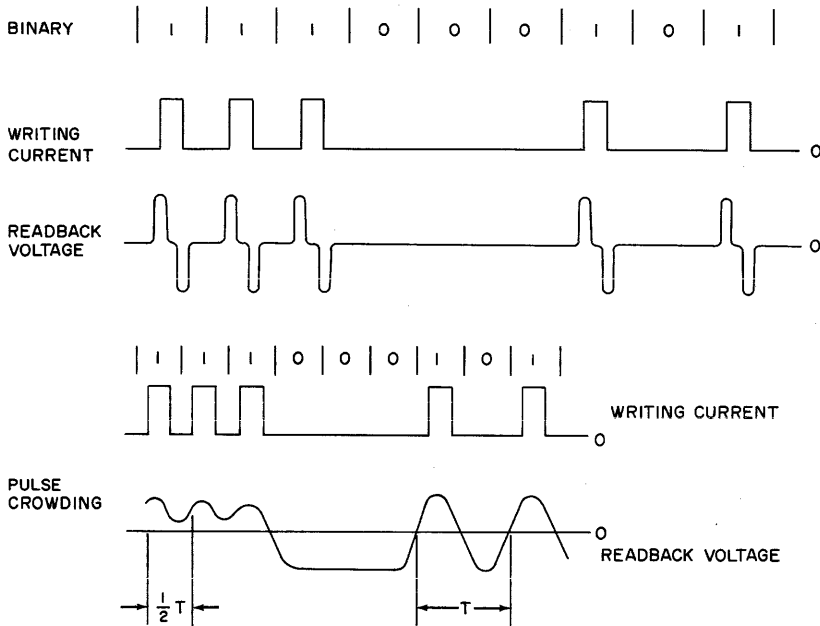 BINARY | 1 | 1 | 1 | 0 | 0 | 0 | 1 | 0 | 1 |
WRITING
CURRENT
0
READBACK
VOLTAGE
0
| 1 | 1 | 1 | 0 | 0 | 0 | 1 | 0 | 1 |
WRITING CURRENT
0
PULSE
CROWDING
0
READBACK VOLTAGE
1/2 T
T